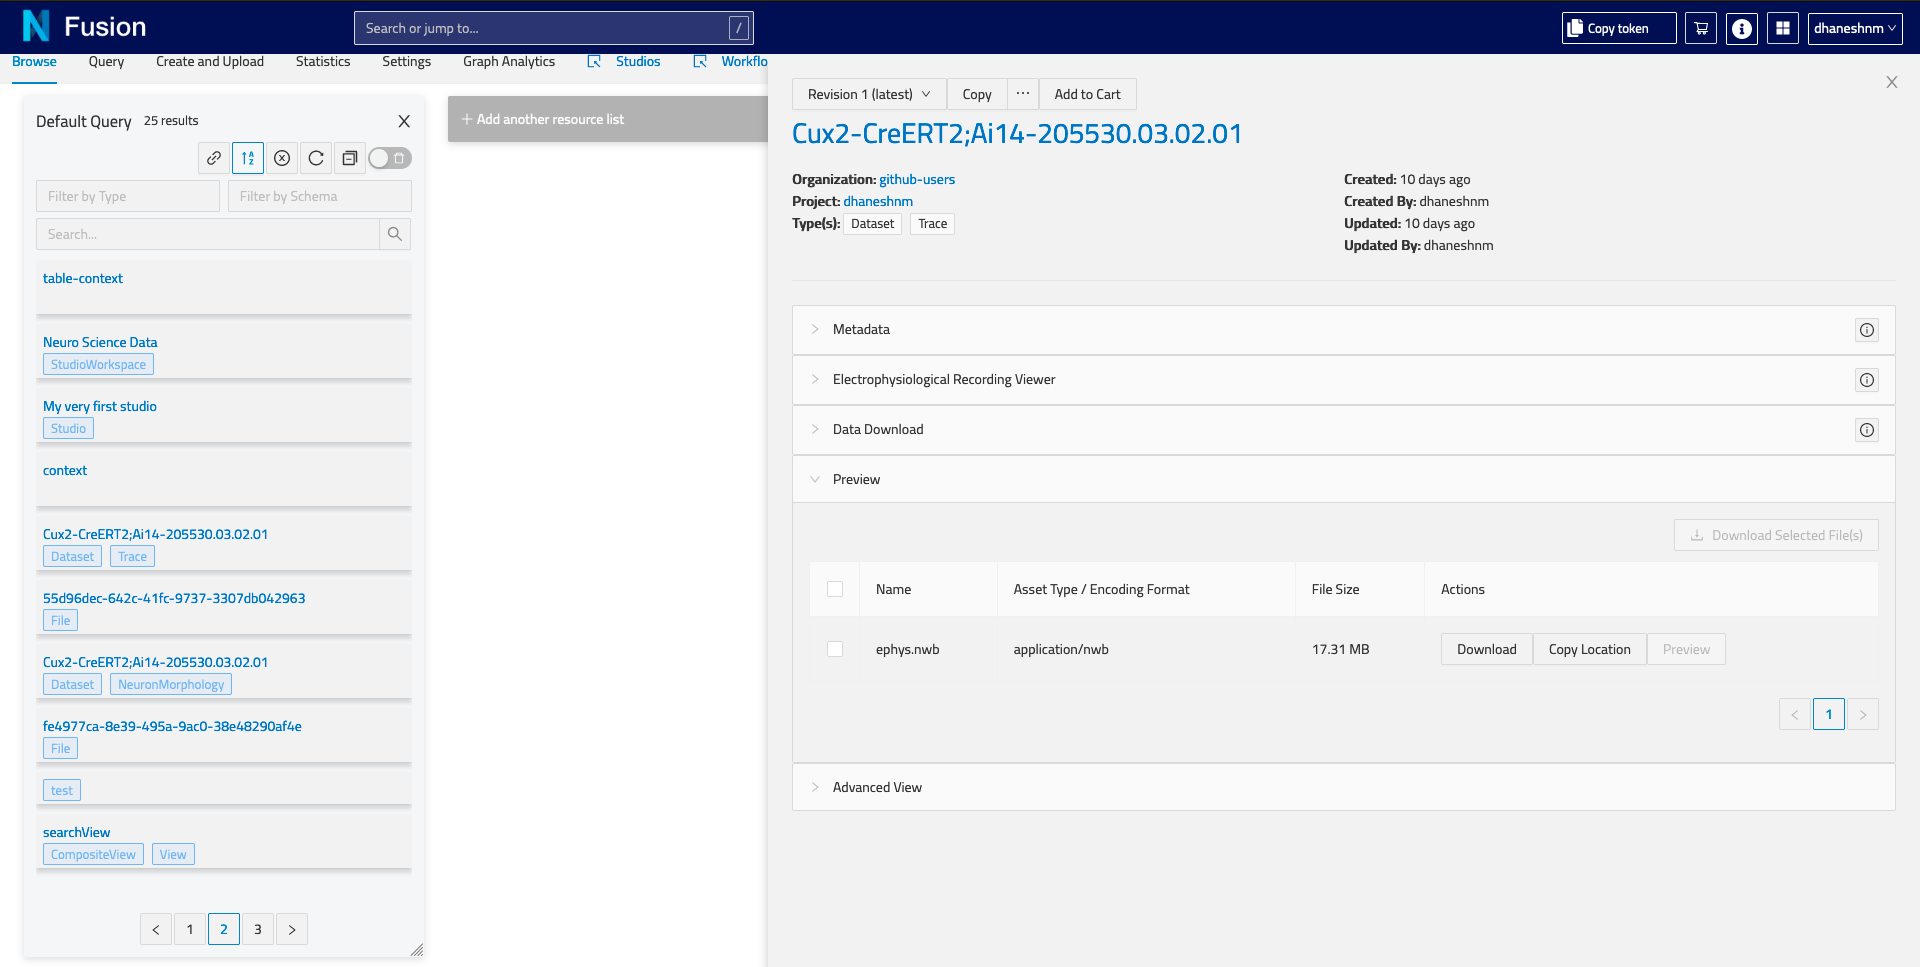 Fusion
Search or jump to...
/
Copy token
dhaneshnm
Browse
Query
Create and Upload
Statistics
Settings
Graph Analytics
Studios
Workflo
Default Query
25 results
Filter by Type
Filter by Schema
Search...
table-context
Neuro Science Data
StudioWorkspace
My very first studio
Studio
context
Cux2-CreERT2;Ai14-205530.03.02.01
Dataset Trace
55d96dec-642c-41fc-9737-3307db042963
File
Cux2-CreERT2;Ai14-205530.03.02.01
Dataset NeuronMorphology
fe4977ca-8e39-495a-9ac0-38e48290af4e
File
test
searchView
CompositeView View
< 1 2 3 >
+ Add another resource list
Revision 1 (latest)
Copy
...
Add to Cart
Cux2-CreERT2;Ai14-205530.03.02.01
Organization: github-users
Project: dhaneshnm
Type(s): Dataset Trace
Created: 10 days ago
Created By: dhaneshnm
Updated: 10 days ago
Updated By: dhaneshnm
Metadata
Electrophysiological Recording Viewer
Data Download
Preview
Download Selected File(s)
Name Asset Type / Encoding Format File Size Actions
ephys.nwb application/nwb 17.31 MB Download Copy Location Preview
< 1 >
Advanced View